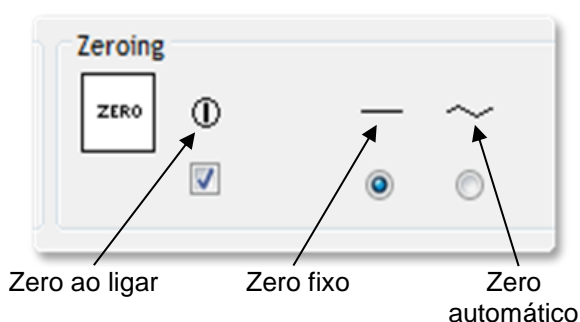 Zeroing
ZERO
Zero ao ligar
Zero fixo
Zero
automático